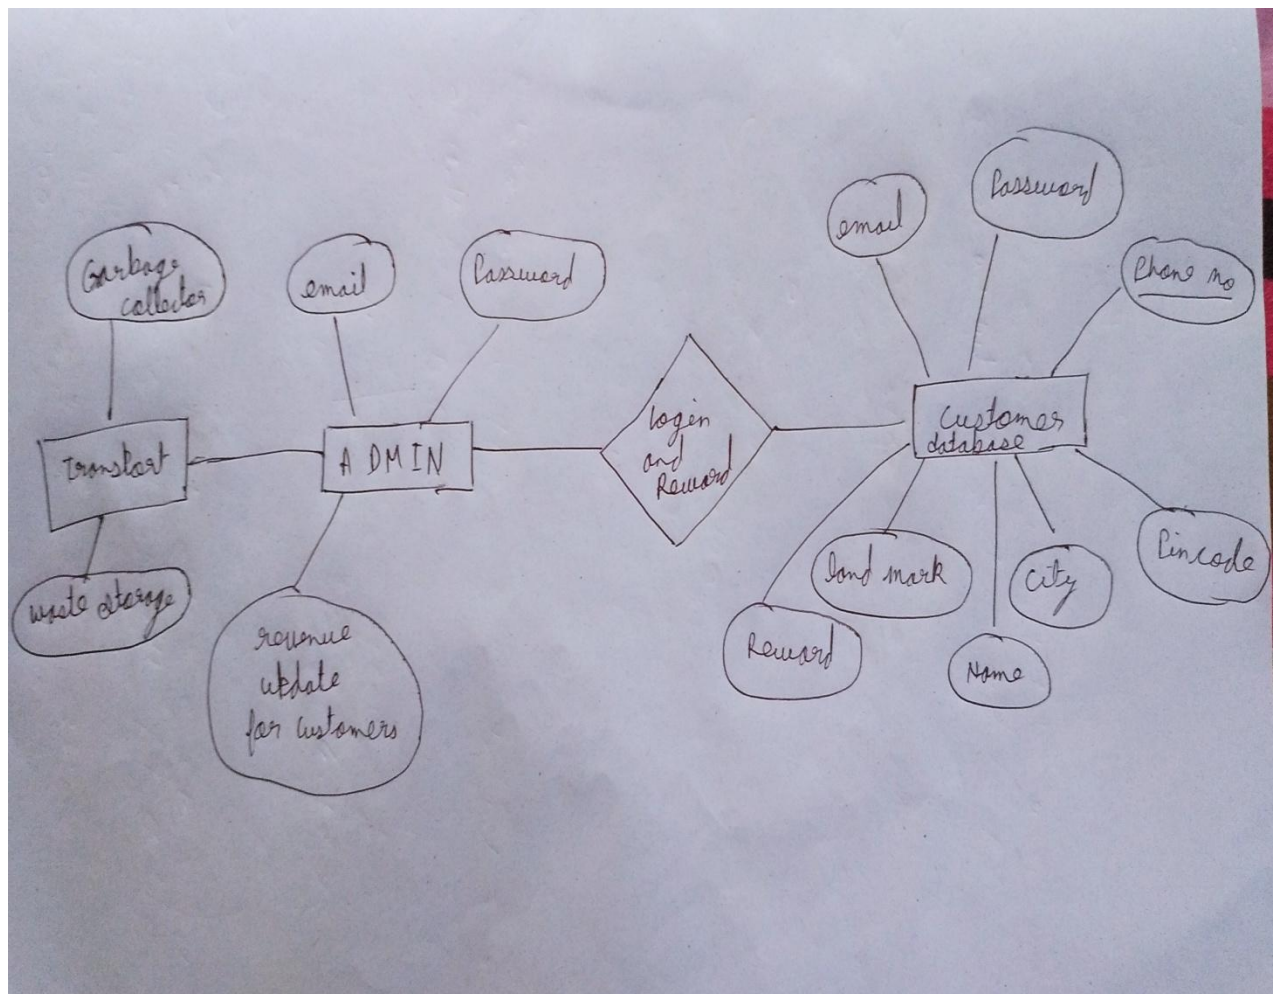 Garbage
collector
email
Password
email
Password
Phone no
Transport
ADMIN
Login
and
Reward
Customer
database
waste storage
revenue
update
for customers
Reward
land mark
Name
City
Pincode